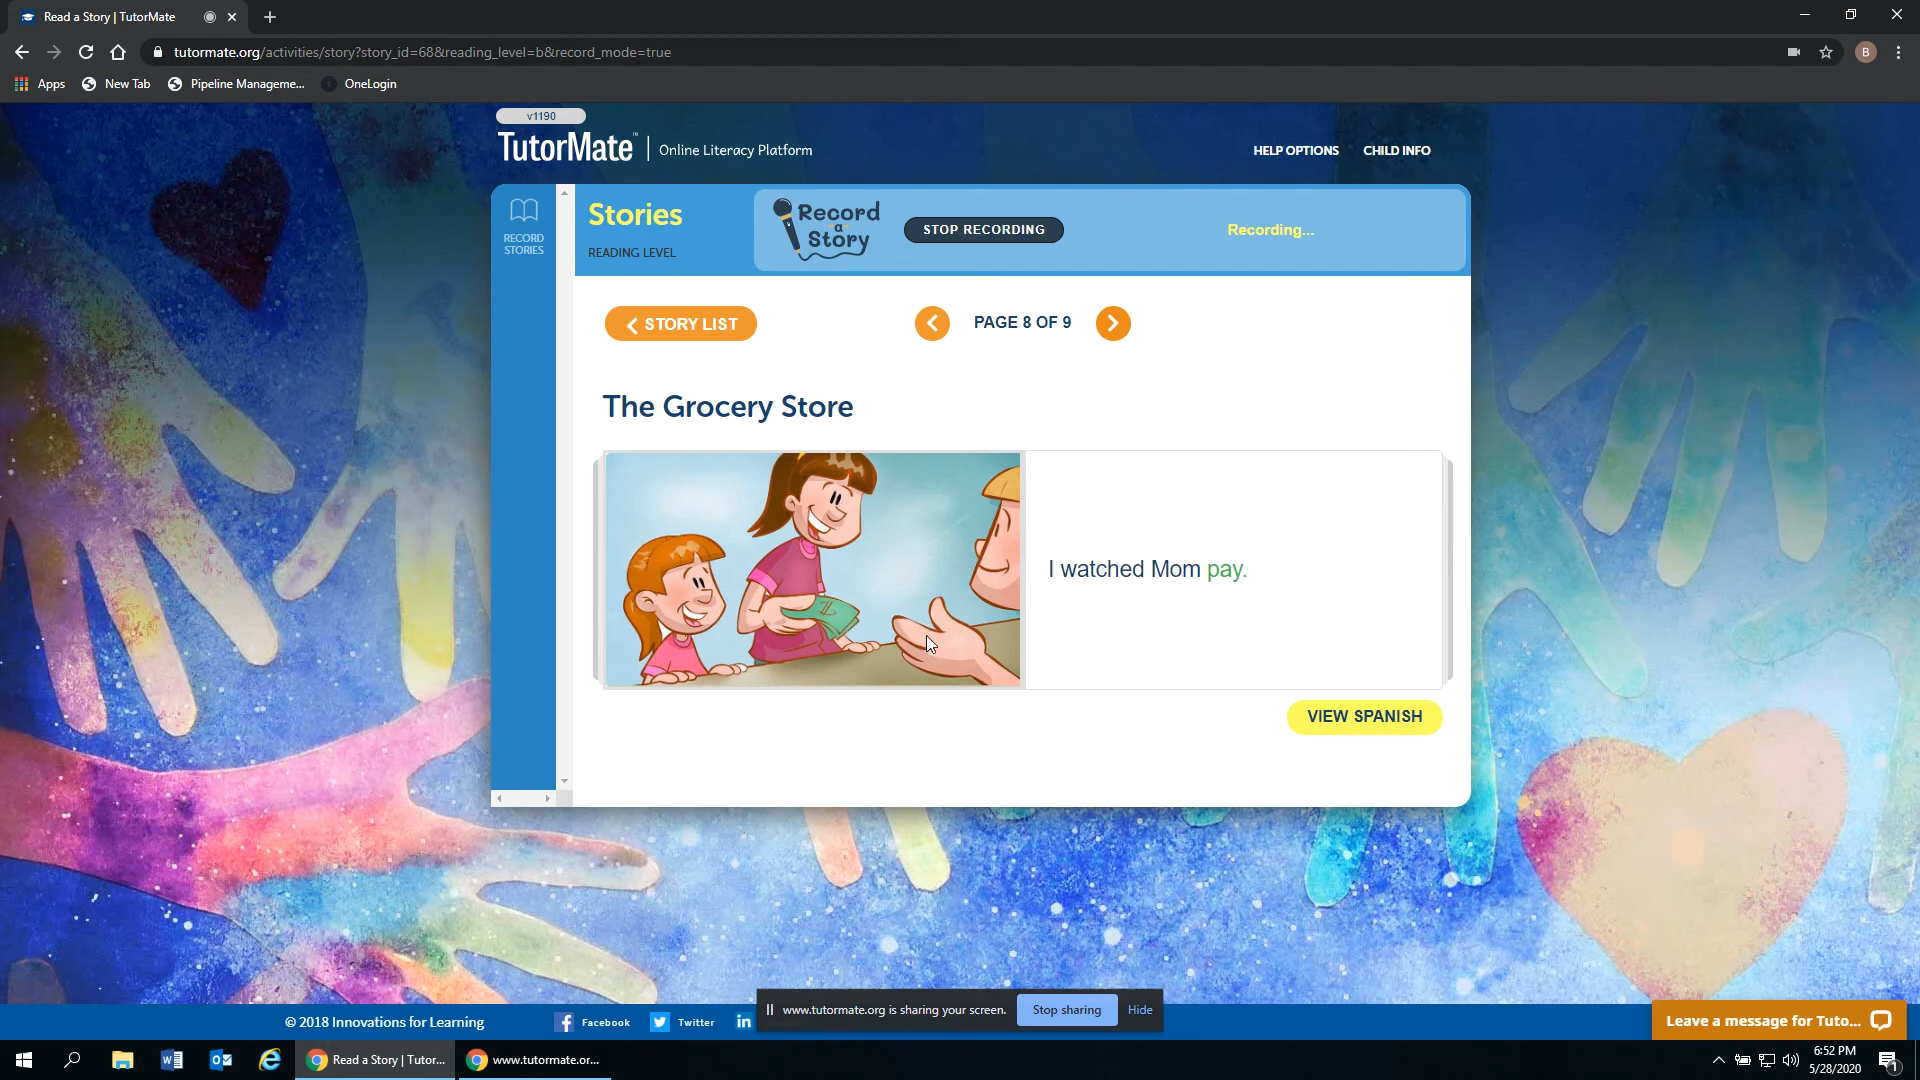 Read a Story | TutorMate
tutormate.org/activities/story?story_id=68&reading_level=b&record_mode=true
B
Apps
New Tab
Pipeline Manageme...
OneLogin
v1190
TutorMate™ | Online Literacy Platform
HELP OPTIONS
CHILD INFO
RECORD
STORIES
Stories
READING LEVEL
Record
a
Story
STOP RECORDING
Recording...
STORY LIST
PAGE 8 OF 9
The Grocery Store
I watched Mom pay.
VIEW SPANISH
© 2018 Innovations for Learning
Facebook
Twitter
in
www.tutormate.org is sharing your screen.
Stop sharing
Hide
Leave a message for Tuto...
Read a Story | Tutor...
www.tutormate.or...
6:52 PM
5/28/2020
1